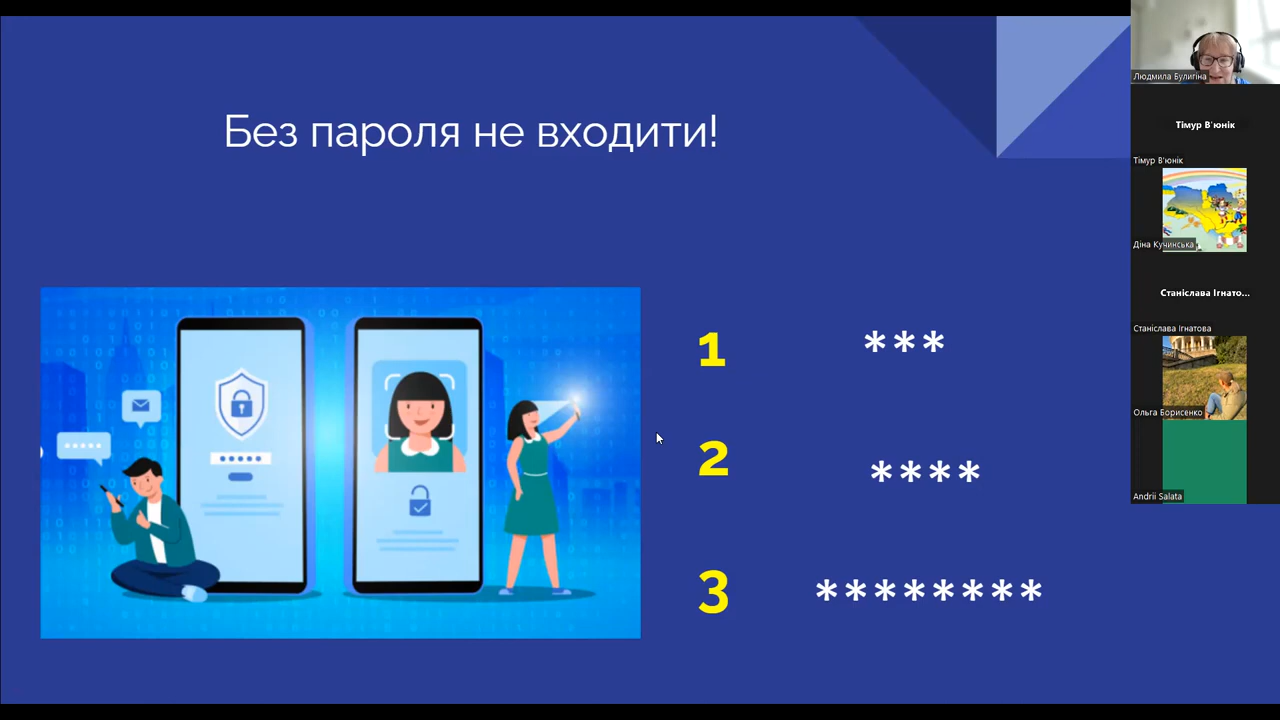 Без пароля не входити!
1 ***
2 ****
3 ********
Людмила Булигіна
Тімур В'юнік
Тімур В'юнік
Діна Кучинська
Станіслава Ігнато...
Станіслава Ігнатова
Ольга Борисенко
Andrii Salata